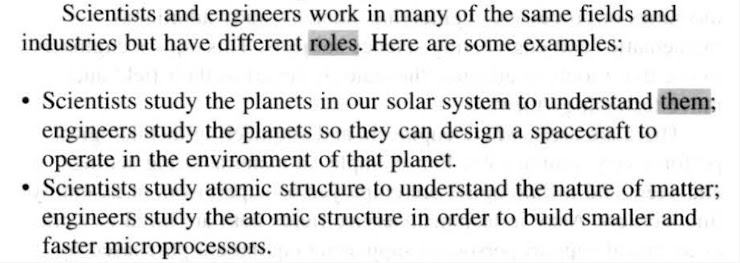 Scientists and engineers work in many of the same fields and
industries but have different roles. Here are some examples:
• Scientists study the planets in our solar system to understand them;
engineers study the planets so they can design a spacecraft to
operate in the environment of that planet.
• Scientists study atomic structure to understand the nature of matter;
engineers study the atomic structure in order to build smaller and
faster microprocessors.